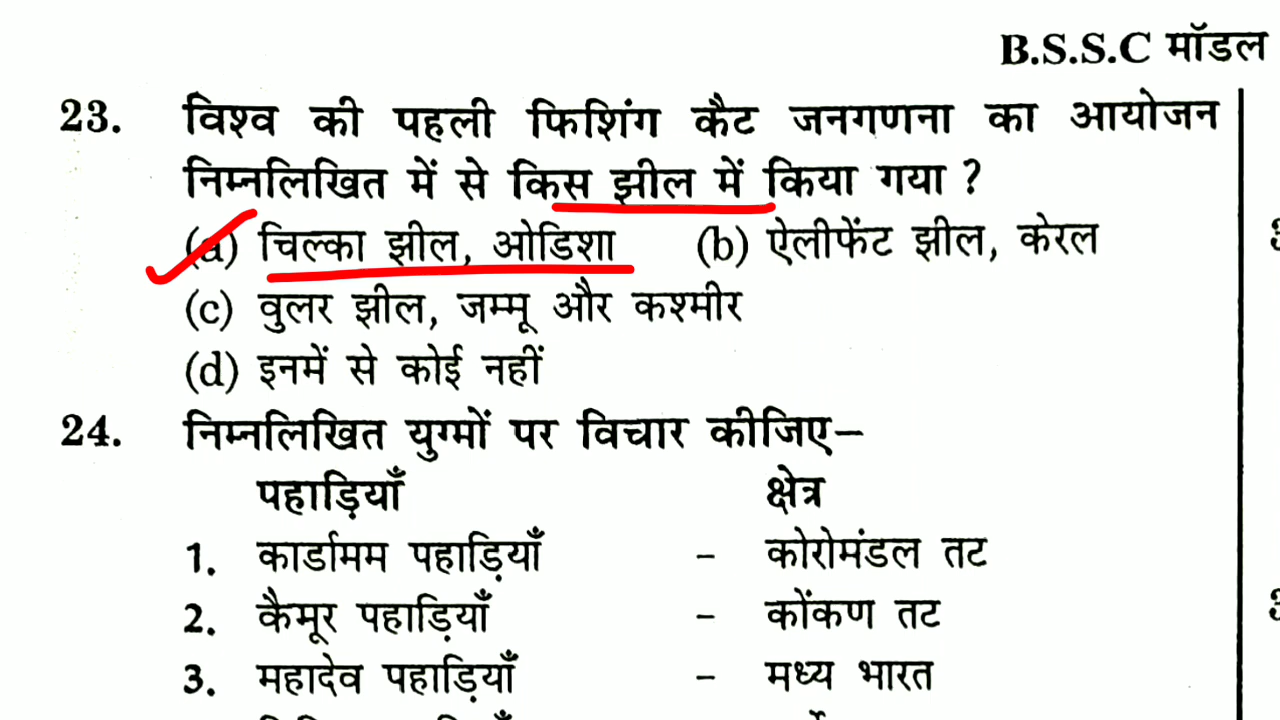 B.S.S.C मॉडल
23. विश्व की पहली फिशिंग कैट जनगणना का आयोजन
निम्नलिखित में से किस झील में किया गया ?
(a) चिल्का झील, ओडिशा (b) ऐलीफेंट झील, केरल
(c) वुलर झील, जम्मू और कश्मीर
(d) इनमें से कोई नहीं
24. निम्नलिखित युग्मों पर विचार कीजिए–
पहाड़ियाँ क्षेत्र
1. कार्डामम पहाड़ियाँ – कोरोमंडल तट
2. कैमूर पहाड़ियाँ – कोंकण तट
3. महादेव पहाड़ियाँ – मध्य भारत